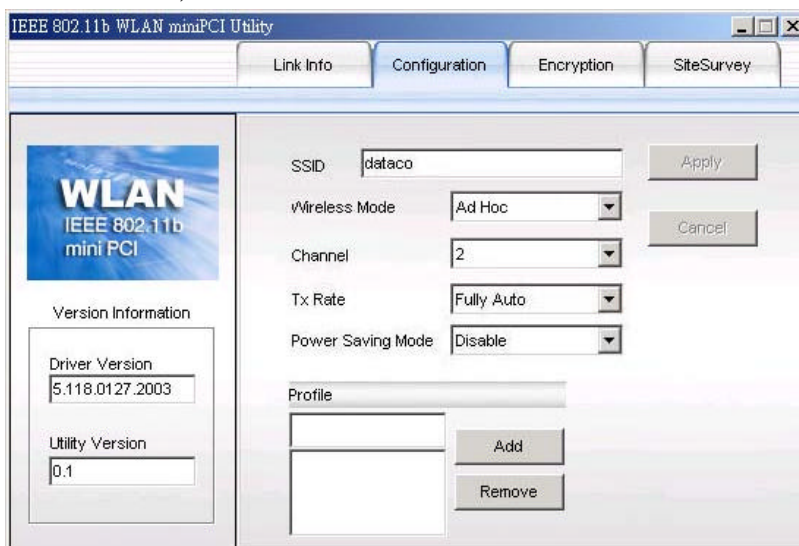 IEEE 802.11b WLAN miniPCI Utility
Link Info
Configuration
Encryption
SiteSurvey
WLAN
IEEE 802.11b
mini PCI
Version Information
Driver Version
5.118.0127.2003
Utility Version
0.1
SSID dataco
Apply
Wireless Mode Ad Hoc
Cancel
Channel 2
Tx Rate Fully Auto
Power Saving Mode Disable
Profile
Add
Remove